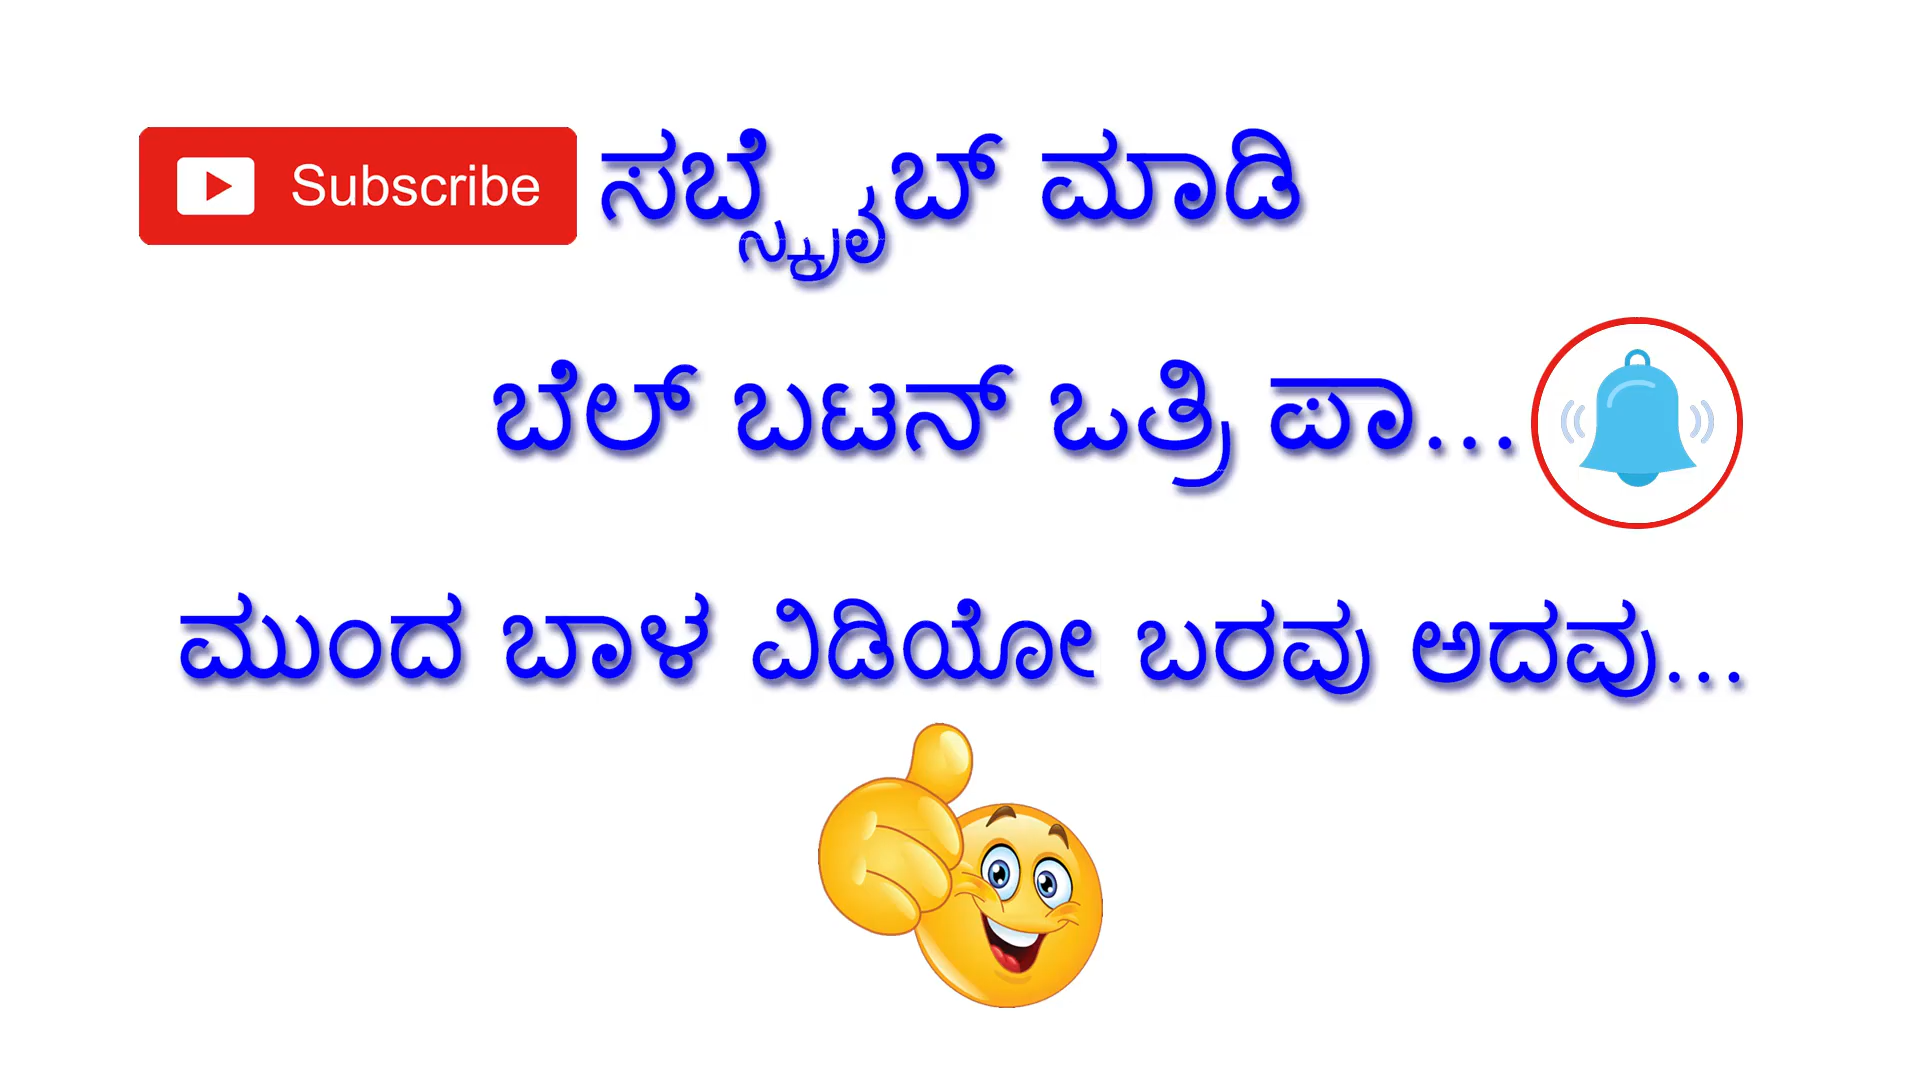 Subscribe ಸಬ್ಸ್ಕ್ರೈಬ್ ಮಾಡಿ
ಬೆಲ್ ಬಟನ್ ಒತ್ರಿ ಪಾ...
ಮುಂದ ಬಾಳ ವಿಡಿಯೋ ಬರವು ಅದವು...